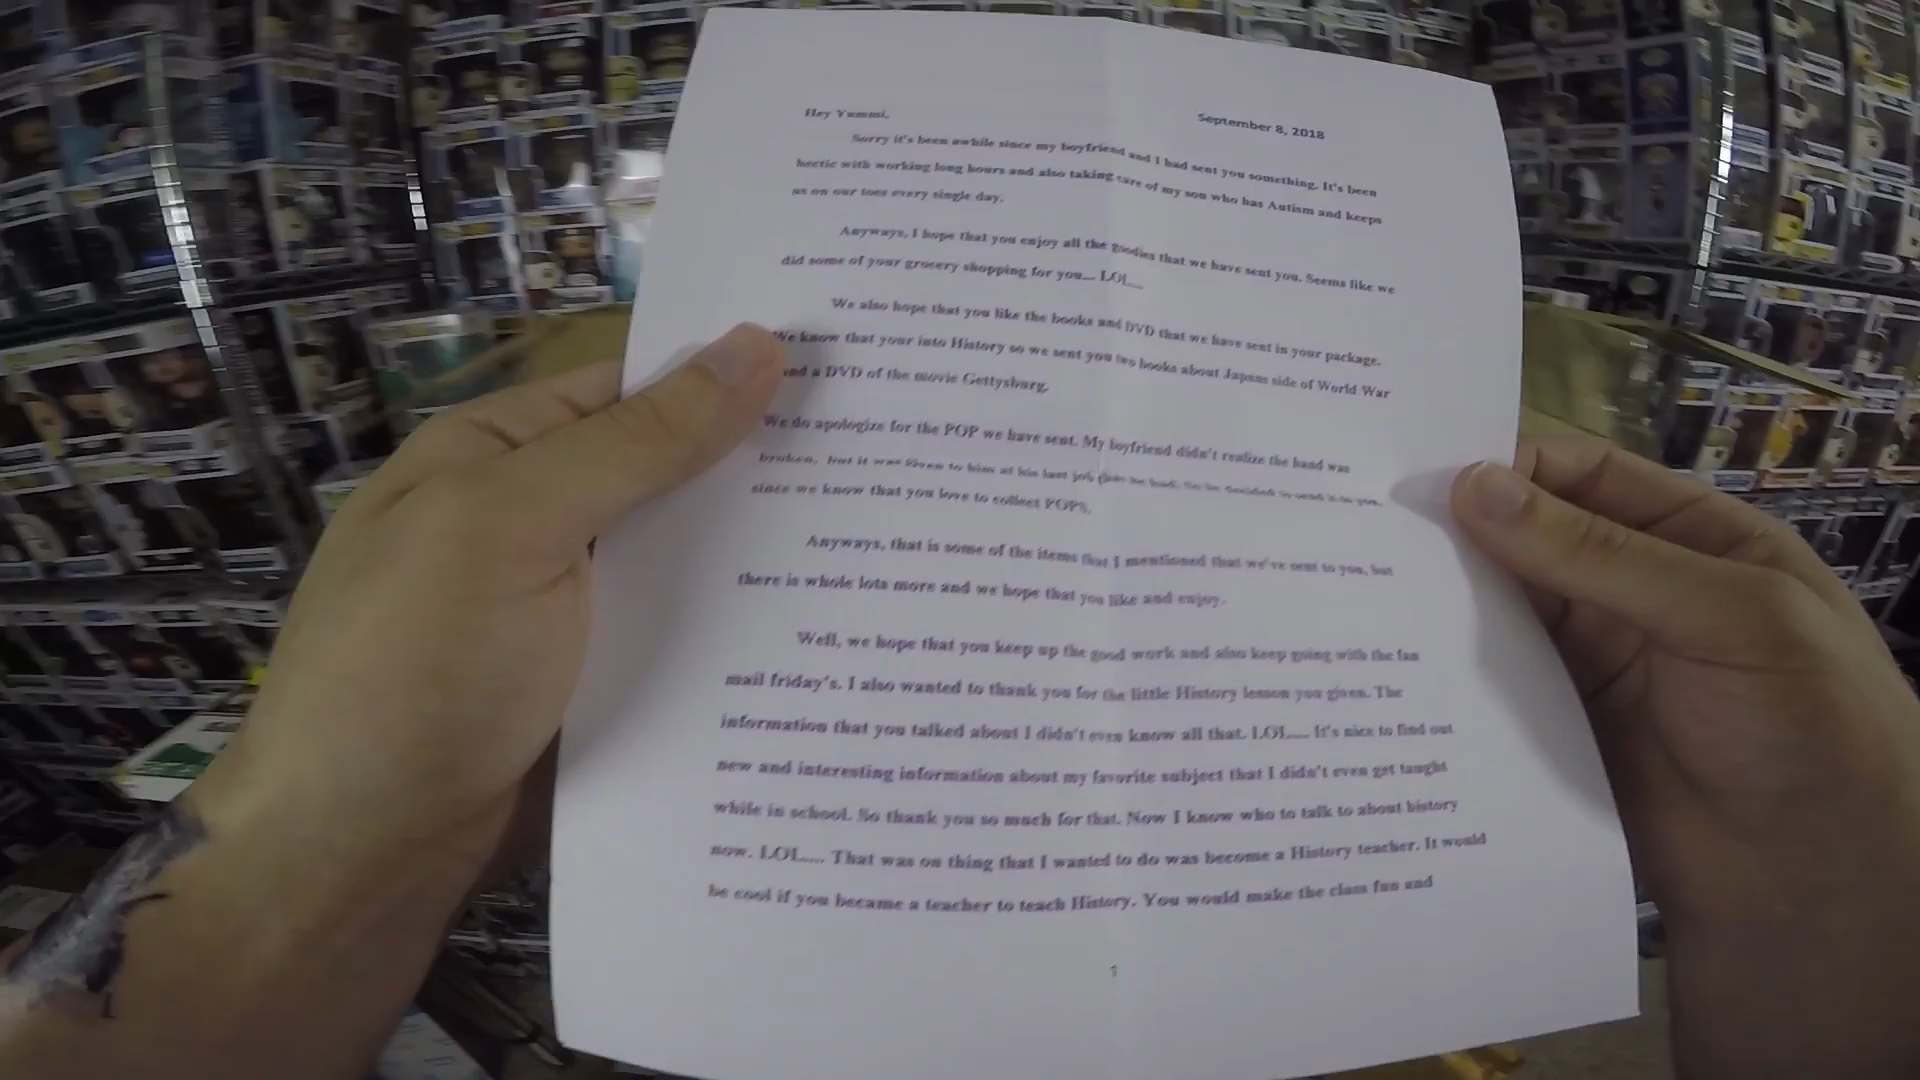 September 8, 2018
Hey Yummi,
Sorry it's been awhile since my boyfriend and I had sent you something. It's been
hectic with working long hours and also taking care of my son who has Autism and keeps
us on our toes every single day.
Anyways, I hope that you enjoy all the goodies that we have sent you. Seems like we
did some of your grocery shopping for you.... LOL....
We also hope that you like the books and DVD that we have sent in your package.
We know that your into History so we sent you two books about Japans side of World War
and a DVD of the movie Gettysburg.
We do apologize for the POP we have sent. My boyfriend didn't realize the hand was
broken, but it was given to him at his last job that he had. So he decided to send it to you,
since we know that you love to collect POPS.
Anyways, that is some of the items that I mentioned that we've sent to you, but
there is whole lots more and we hope that you like and enjoy.
Well, we hope that you keep up the good work and also keep going with the fan
mail friday's. I also wanted to thank you for the little History lesson you given. The
information that you talked about I didn't even know all that. LOL.... It's nice to find out
new and interesting information about my favorite subject that I didn't even get taught
while in school. So thank you so much for that. Now I know who to talk to about history
now. LOL.... That was on thing that I wanted to do was become a History teacher. It would
be cool if you became a teacher to teach History. You would make the class fun and
1